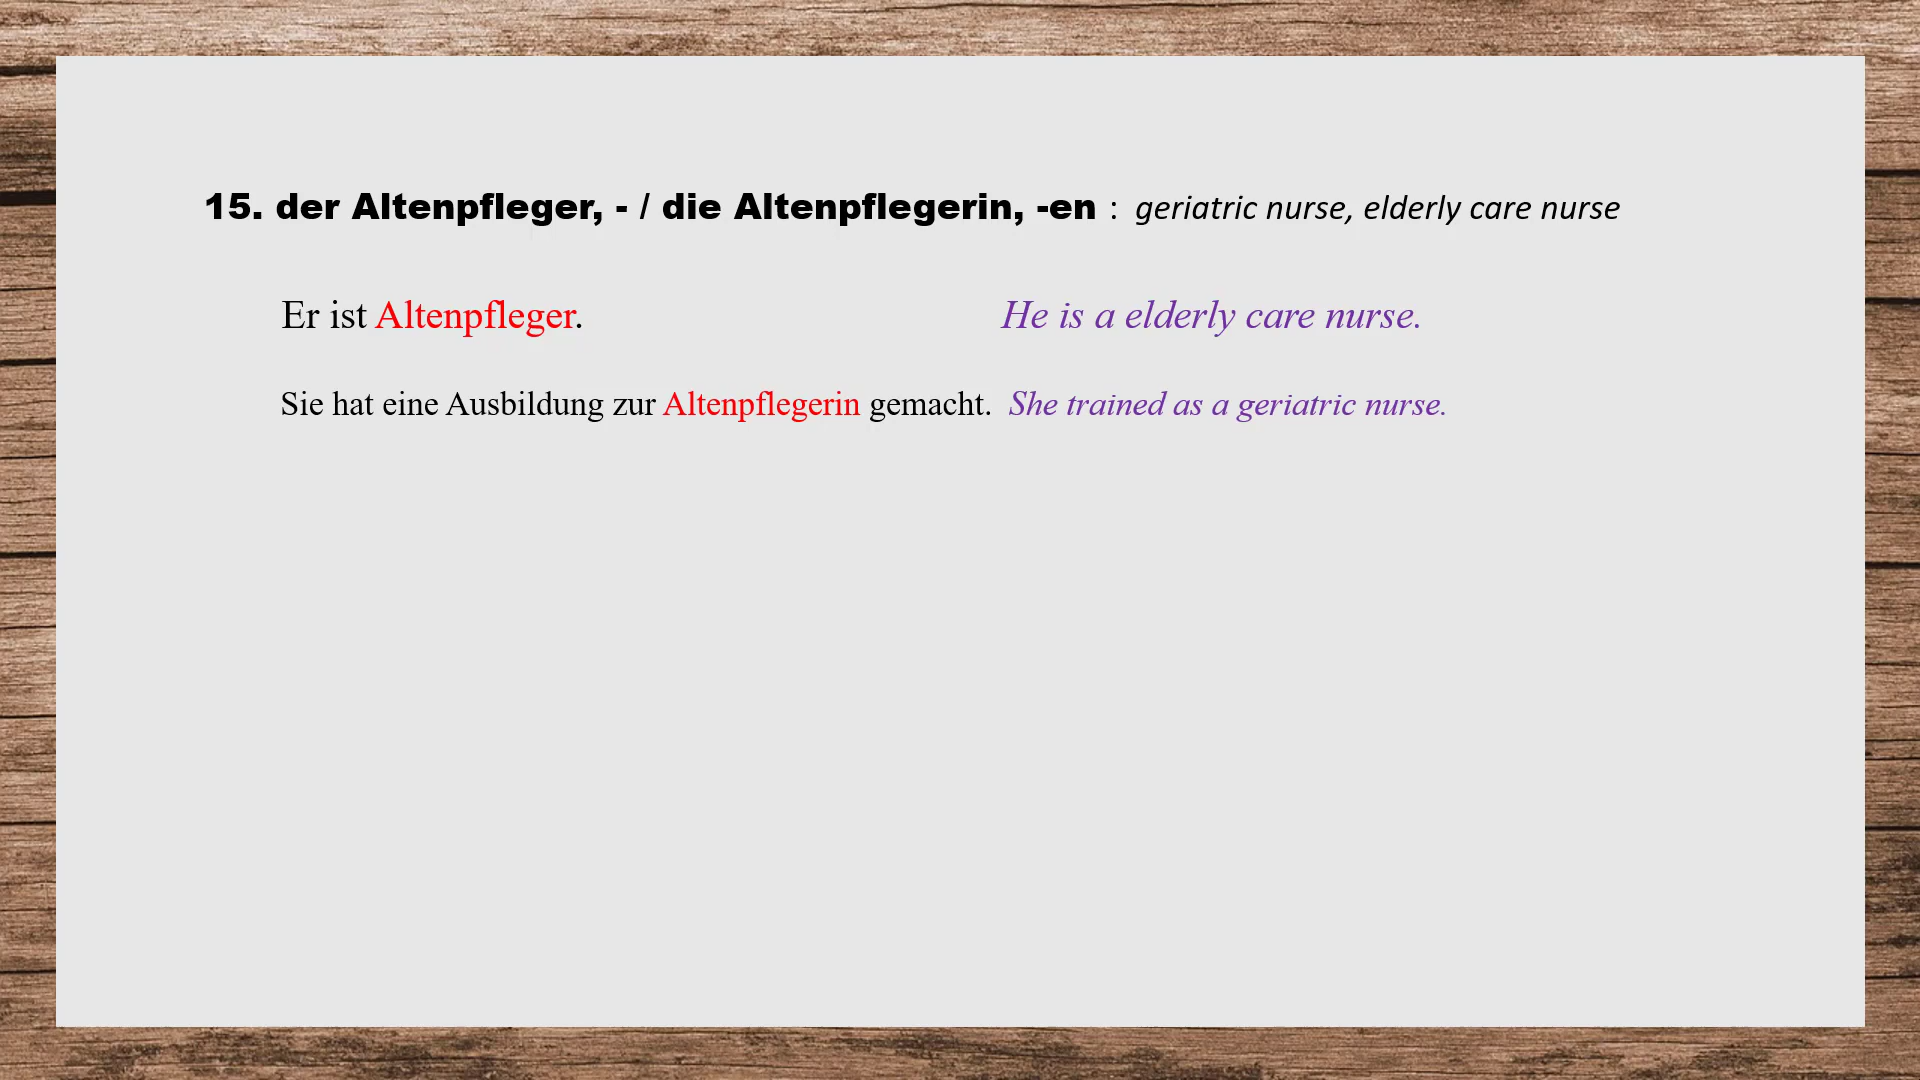 15. der Altenpfleger, - / die Altenpflegerin, -en : geriatric nurse, elderly care nurse
Er ist Altenpfleger. He is a elderly care nurse.
Sie hat eine Ausbildung zur Altenpflegerin gemacht. She trained as a geriatric nurse.